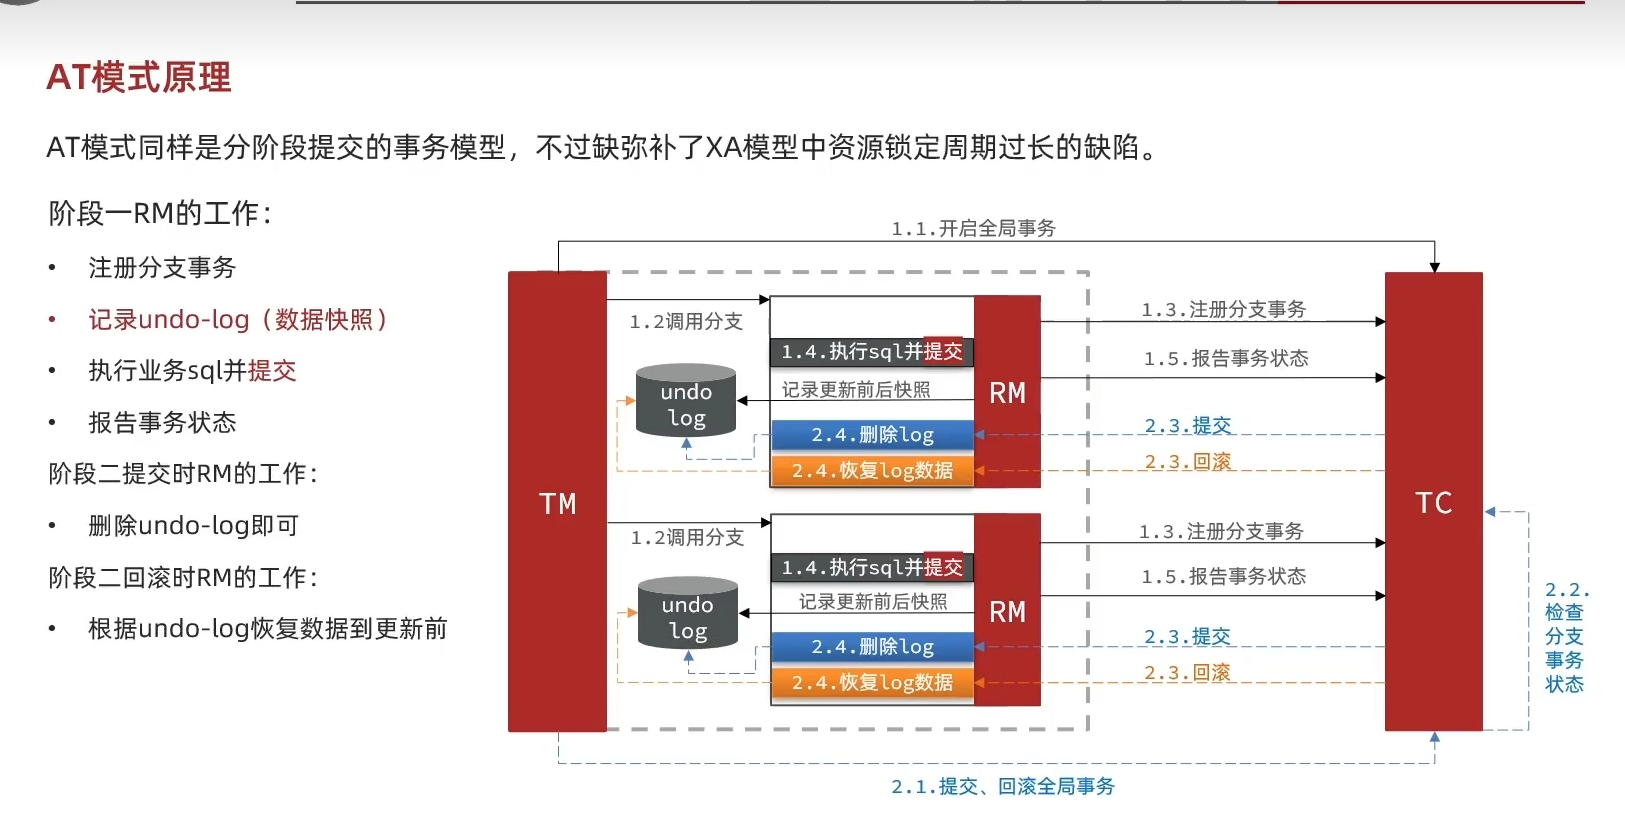 AT模式原理
AT模式同样是分阶段提交的事务模型，不过缺弥补了XA模型中资源锁定周期过长的缺陷。
阶段一RM的工作：
• 注册分支事务
• 记录undo-log（数据快照）
• 执行业务sql并提交
• 报告事务状态
阶段二提交时RM的工作：
• 删除undo-log即可
阶段二回滚时RM的工作：
• 根据undo-log恢复数据到更新前
1.1.开启全局事务
TM
1.2调用分支
undo
log
1.4.执行sql并提交
记录更新前后快照
2.4.删除log
2.4.恢复log数据
RM
1.3.注册分支事务
1.5.报告事务状态
2.3.提交
2.3.回滚
1.2调用分支
undo
log
1.4.执行sql并提交
记录更新前后快照
2.4.删除log
2.4.恢复log数据
RM
1.3.注册分支事务
1.5.报告事务状态
2.3.提交
2.3.回滚
TC
2.2.
检查
分支
事务
状态
2.1.提交、回滚全局事务